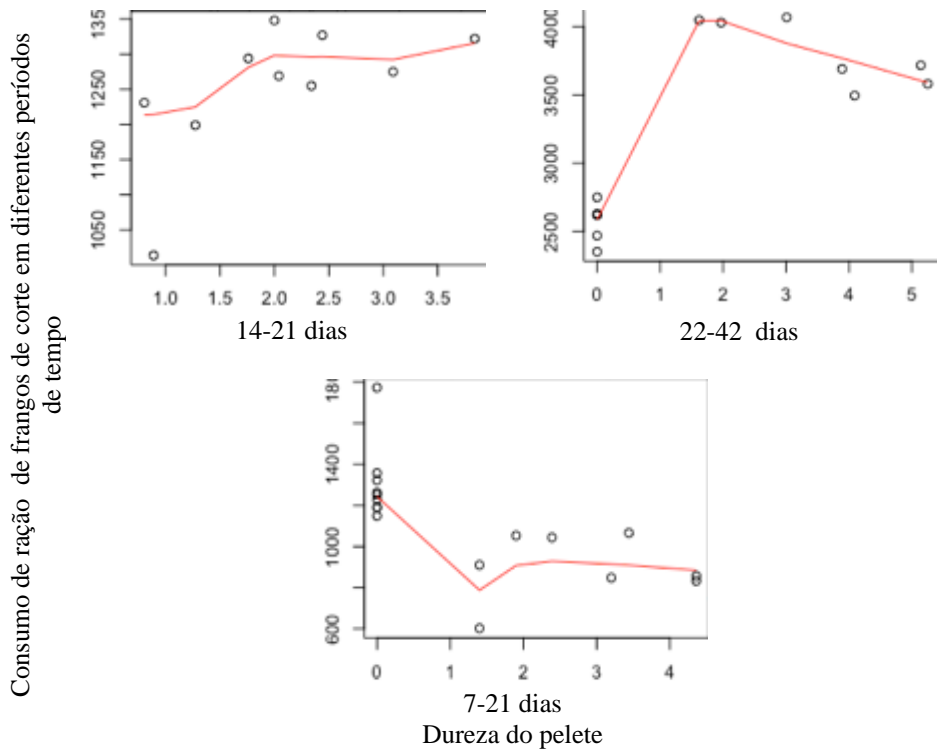 Consumo de ração de frangos de corte em diferentes períodos
de tempo
135
1250
1150
1050
1.0 1.5 2.0 2.5 3.0 3.5
14-21 dias
4000
3500
3000
2500
0 1 2 3 4 5
22-42 dias
180
1400
1000
600
0 1 2 3 4
7-21 dias
Dureza do pelete